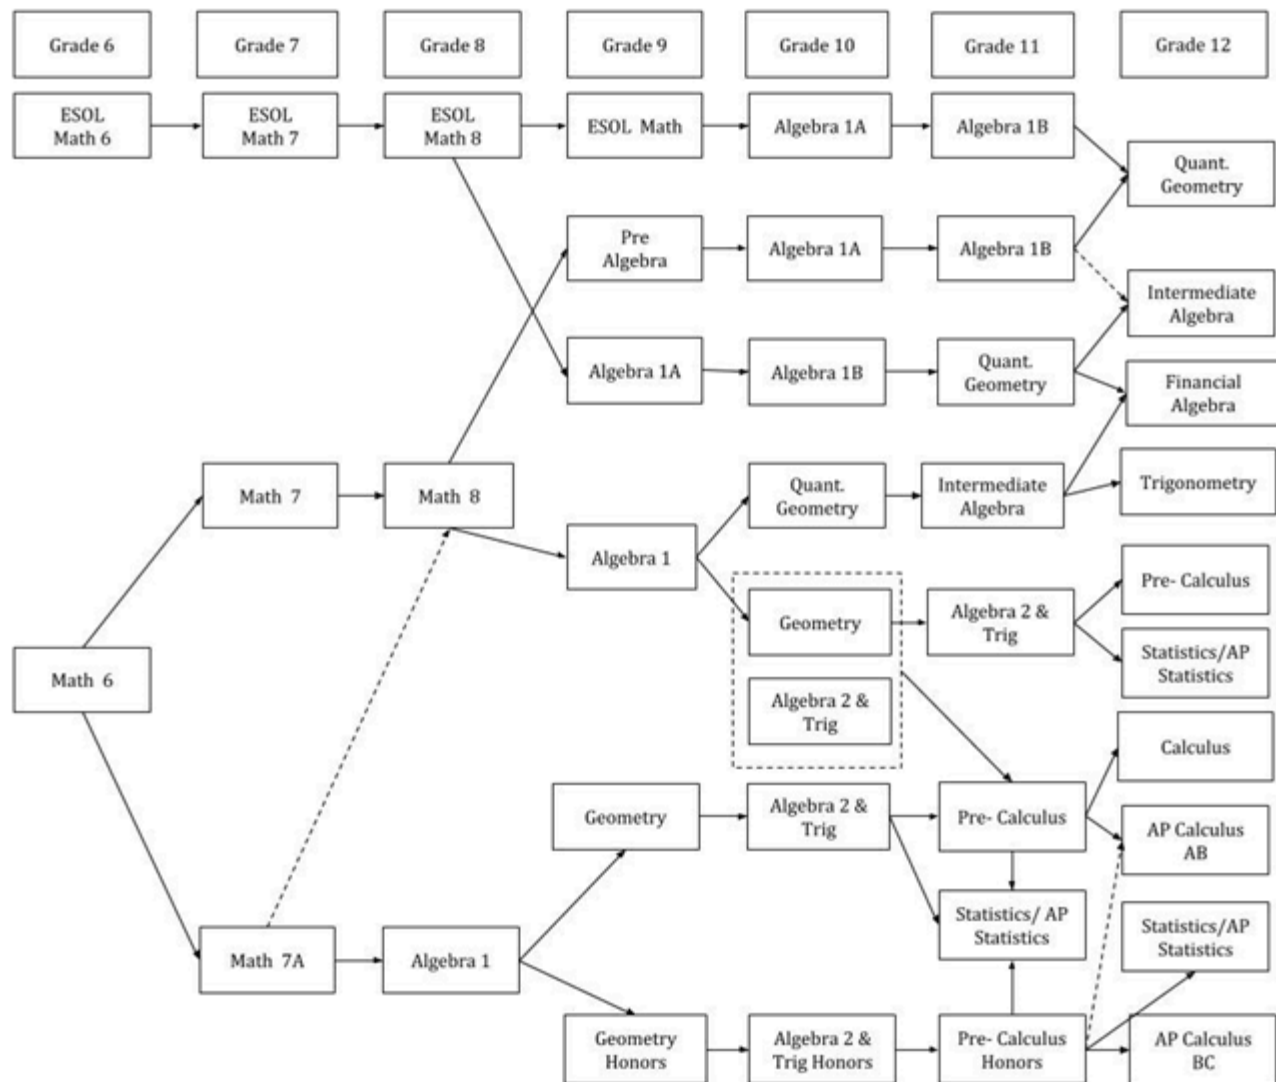 Grade 6
Grade 7
Grade 8
Grade 9
Grade 10
Grade 11
Grade 12
ESOL
Math 6
ESOL
Math 7
ESOL
Math 8
ESOL Math
Algebra 1A
Algebra 1B
Quant.
Geometry
Pre
Algebra
Algebra 1A
Algebra 1B
Intermediate
Algebra
Algebra 1A
Algebra 1B
Quant.
Geometry
Financial
Algebra
Math 7
Math 8
Quant.
Geometry
Intermediate
Algebra
Trigonometry
Algebra 1
Pre- Calculus
Geometry
Algebra 2 &
Trig
Statistics/AP
Statistics
Math 6
Algebra 2 &
Trig
Calculus
Geometry
Algebra 2 &
Trig
Pre- Calculus
AP Calculus
AB
Statistics/ AP
Statistics
Statistics/AP
Statistics
Math 7A
Algebra 1
Geometry
Honors
Algebra 2 &
Trig Honors
Pre- Calculus
Honors
AP Calculus
BC